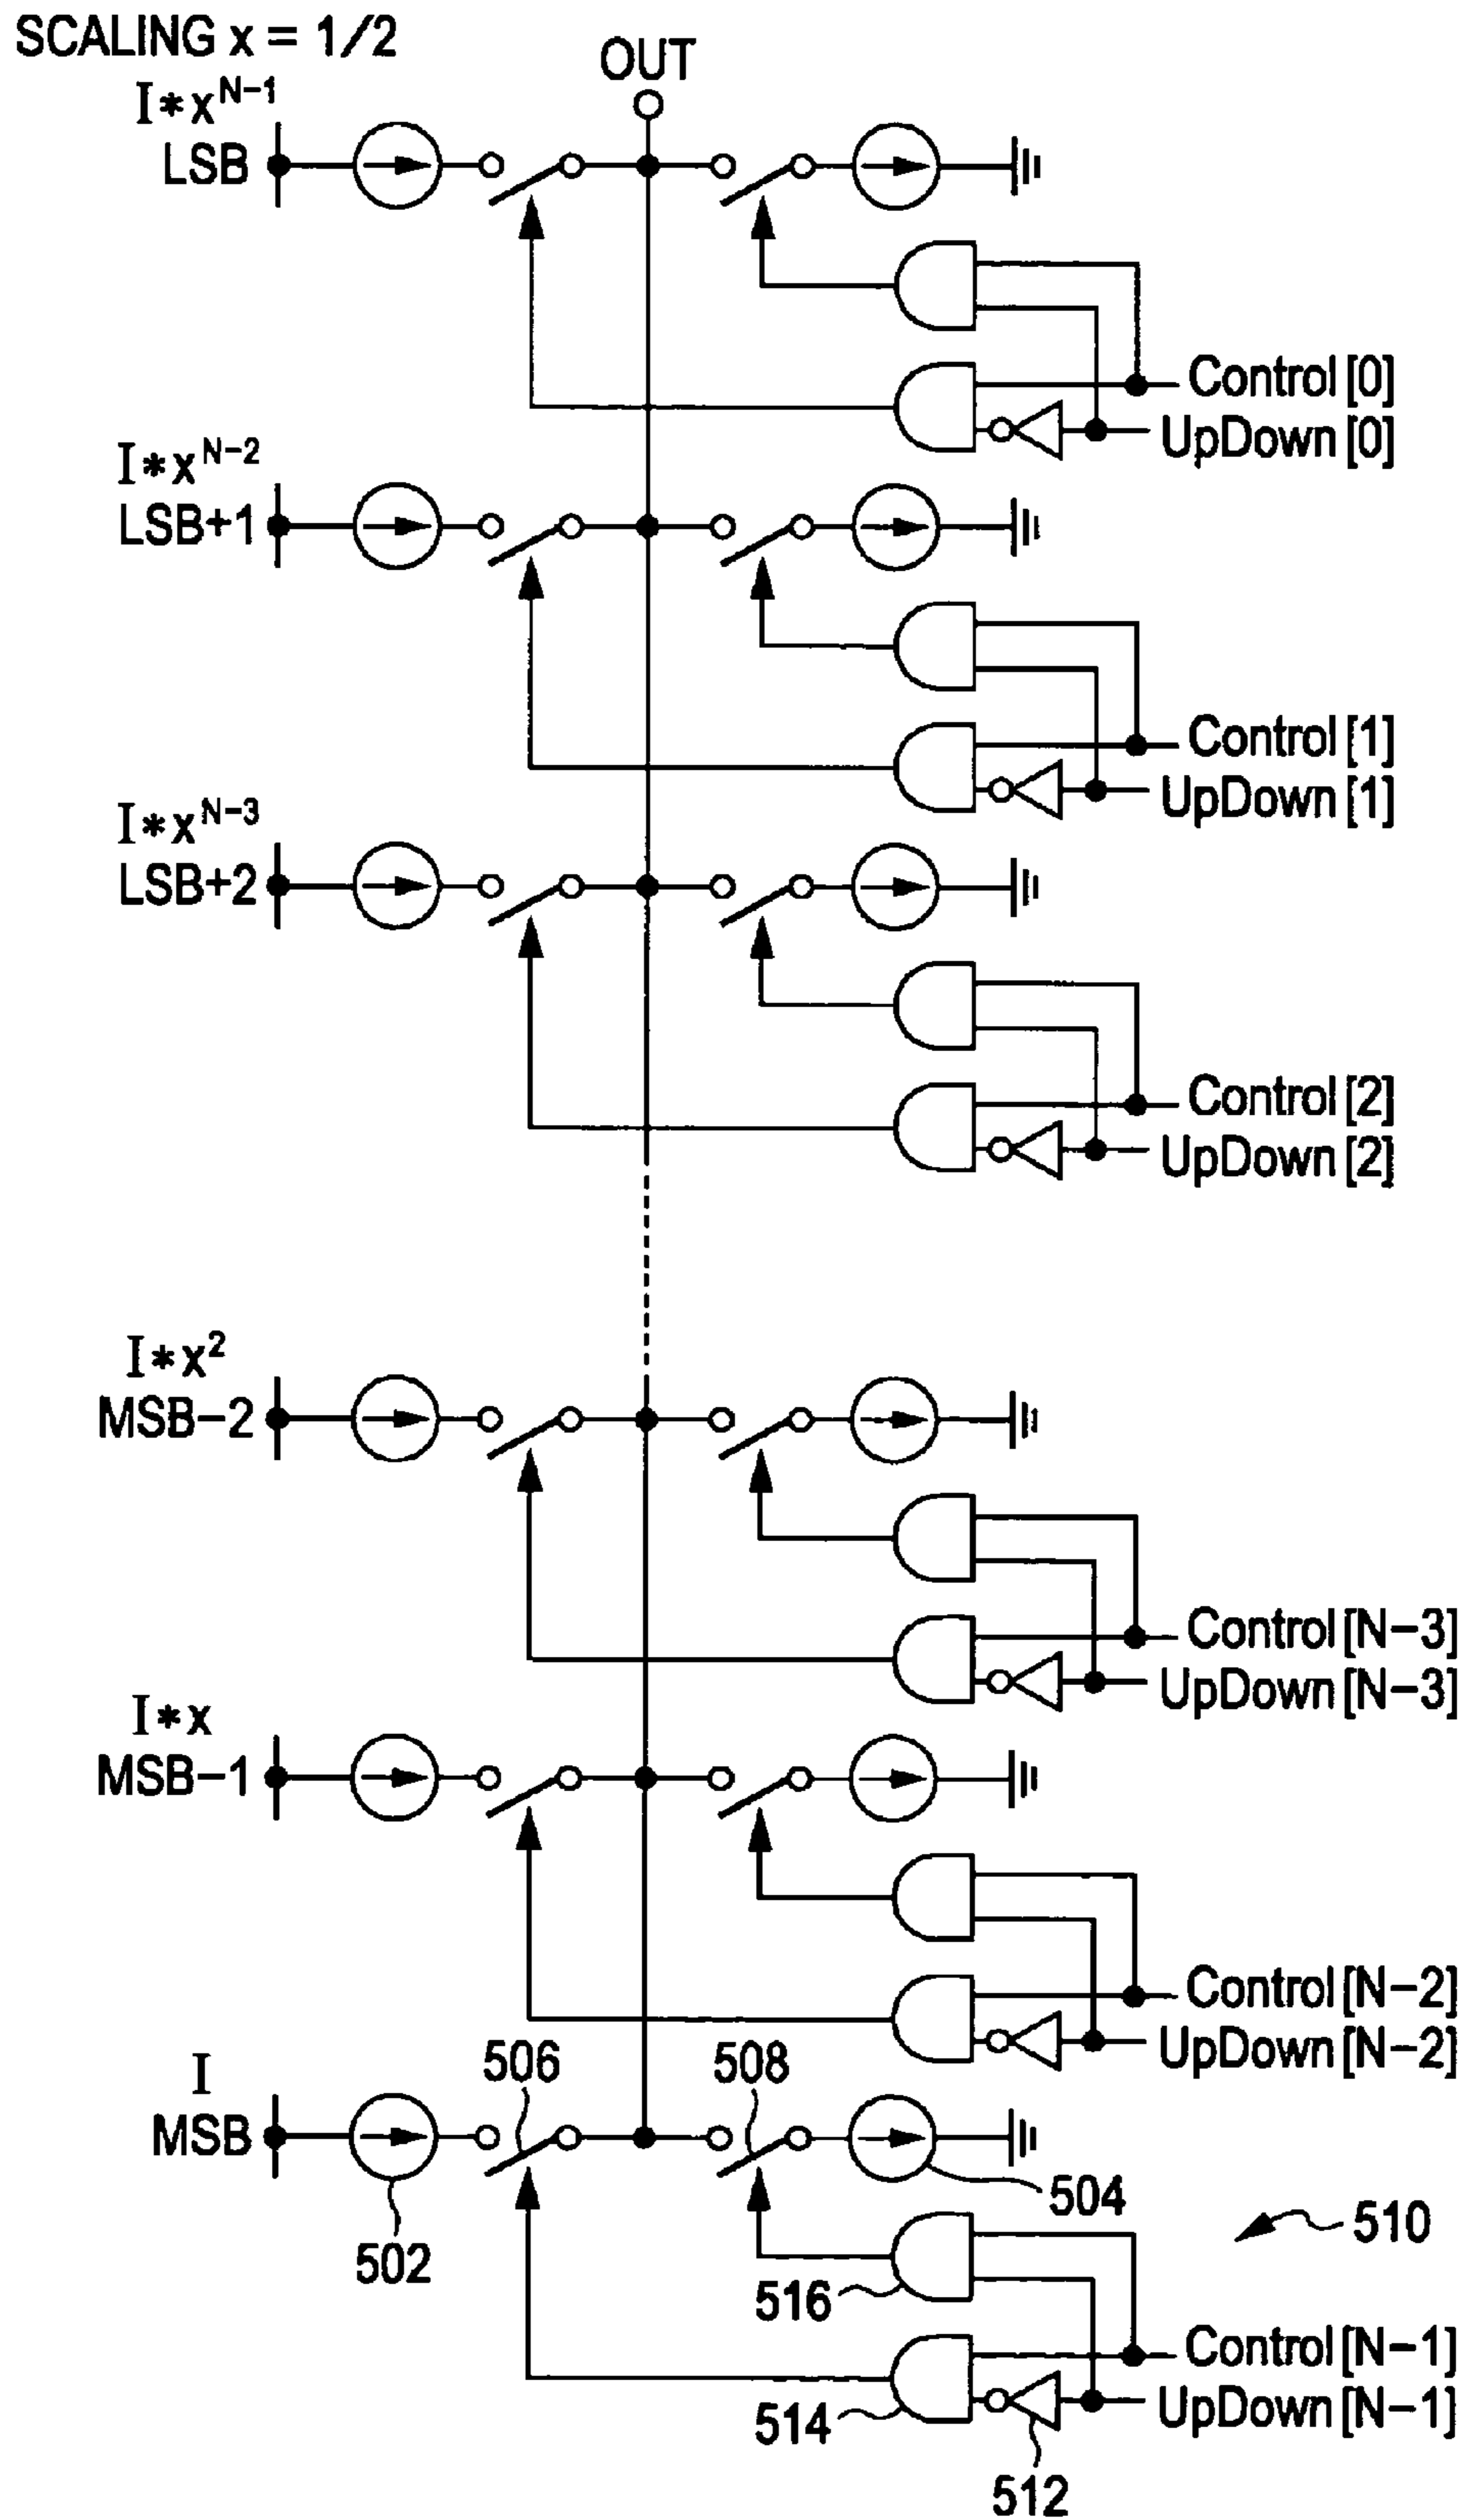 SCALING x = 1/2
OUT
I*x^N-1
LSB
Control [0]
UpDown [0]
I*x^N-2
LSB+1
Control [1]
UpDown [1]
I*x^N-3
LSB+2
Control [2]
UpDown [2]
I*x^2
MSB-2
Control [N-3]
UpDown [N-3]
I*x
MSB-1
Control [N-2]
UpDown [N-2]
I
506
508
MSB
504
510
502
516
Control [N-1]
UpDown [N-1]
514
512